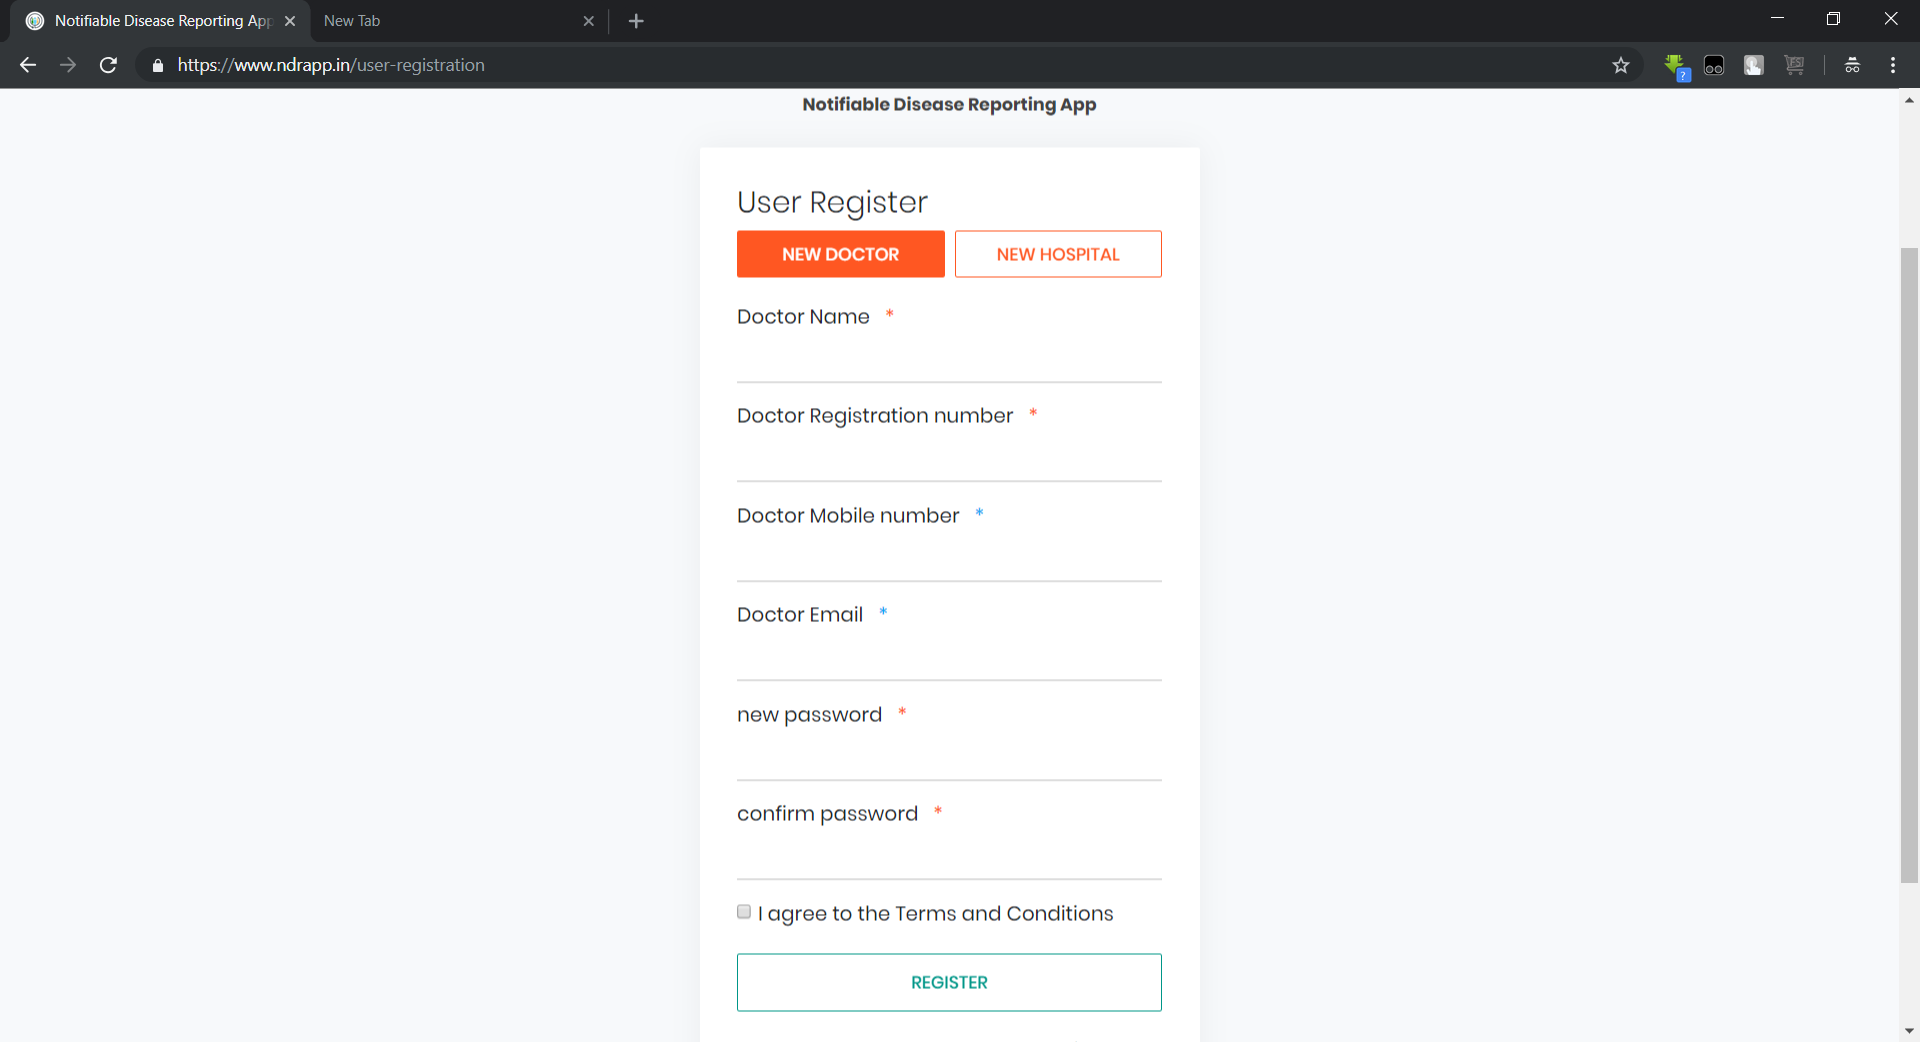 Notifiable Disease Reporting App
New Tab
https://www.ndrapp.in/user-registration
Notifiable Disease Reporting App
User Register
NEW DOCTOR
NEW HOSPITAL
Doctor Name *
Doctor Registration number *
Doctor Mobile number *
Doctor Email *
new password *
confirm password *
I agree to the Terms and Conditions
REGISTER